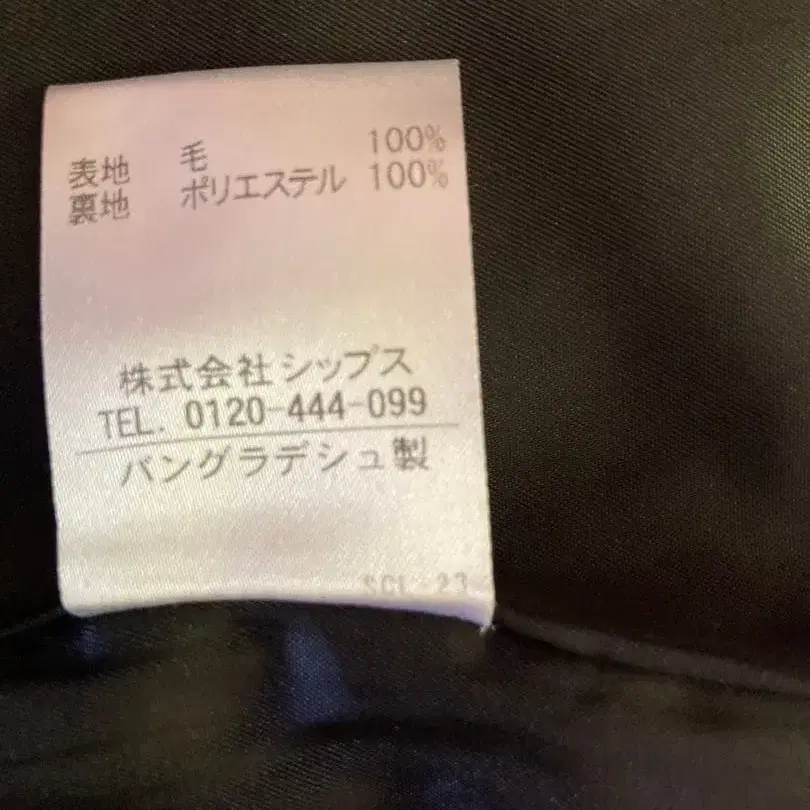 表地 毛 100%
裏地 ポリエステル 100%
株式会社シップス
TEL. 0120-444-099
バングラデシュ製